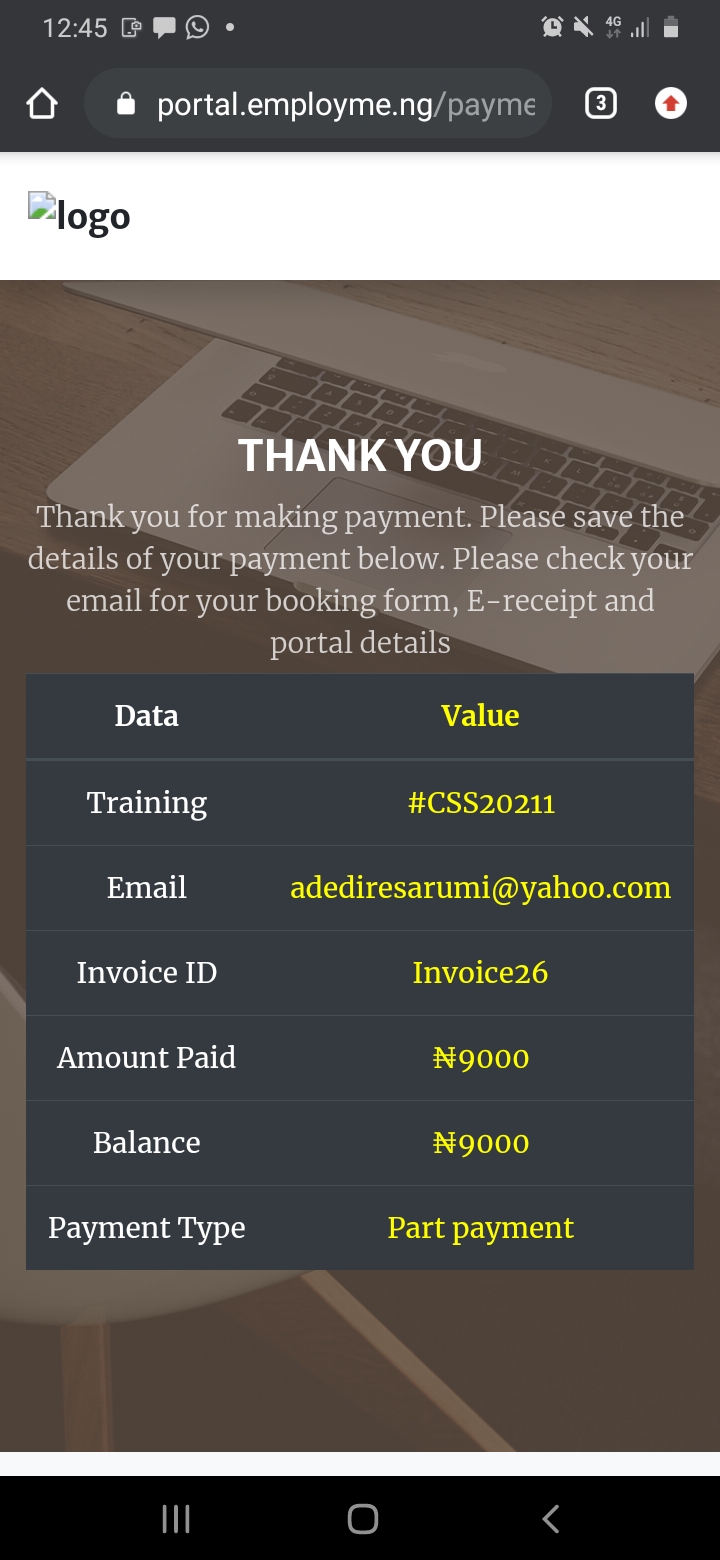 12:45
4G
portal.employme.ng/payme
3
logo
THANK YOU
Thank you for making payment. Please save the
details of your payment below. Please check your
email for your booking form, E-receipt and
portal details
Data Value
Training #CSS20211
Email adediresarumi@yahoo.com
Invoice ID Invoice26
Amount Paid ₦9000
Balance ₦9000
Payment Type Part payment